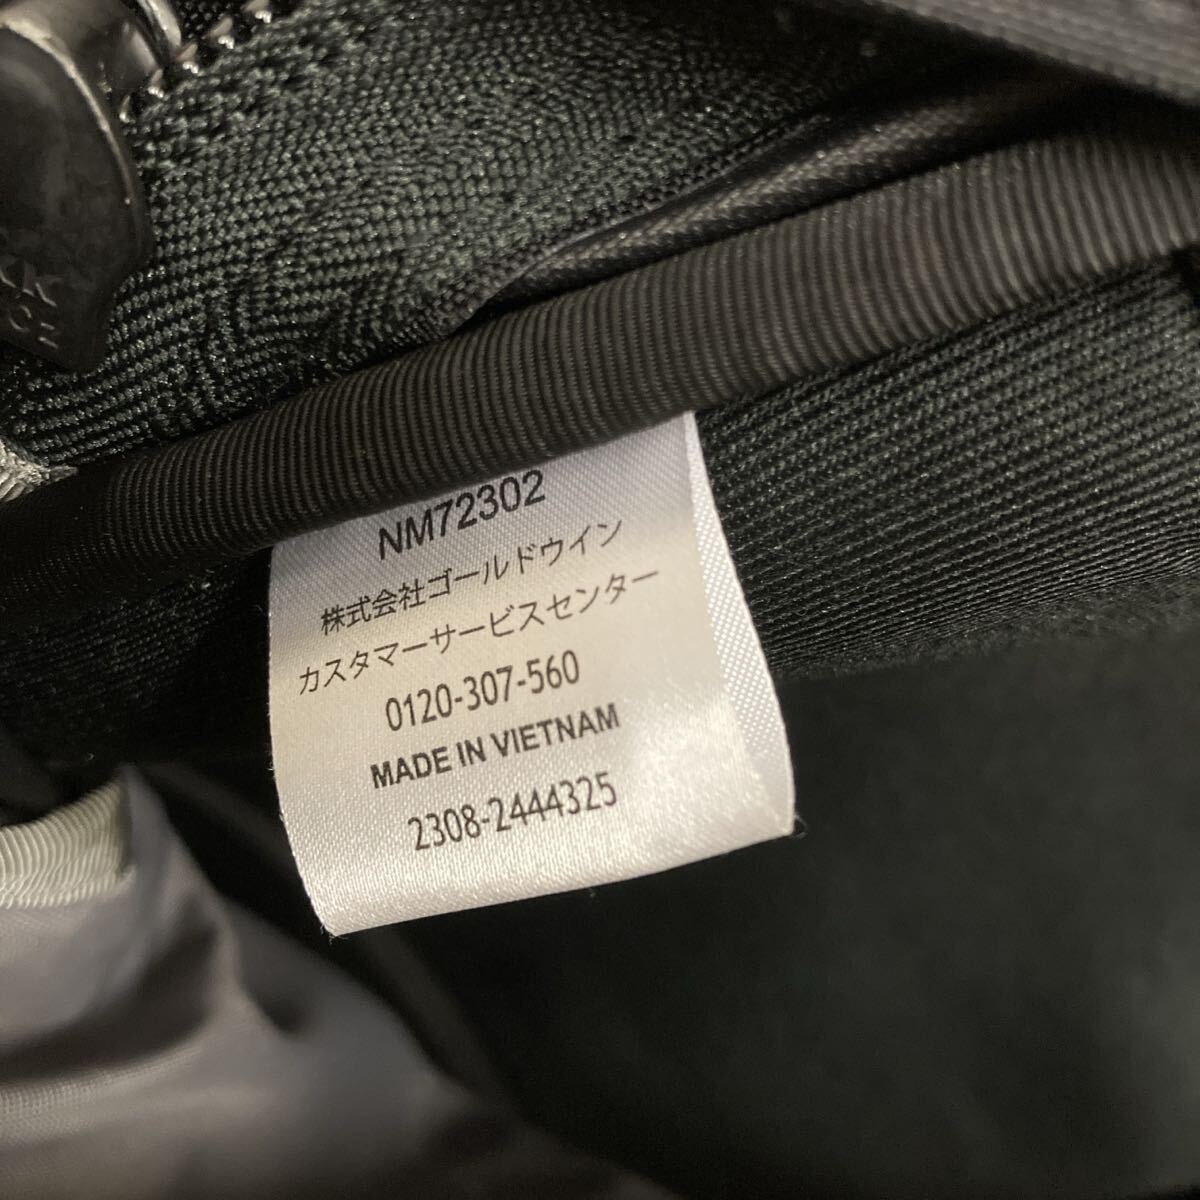 NM72302
株式会社ゴールドウイン
カスタマーサービスセンター
0120-307-560
MADE IN VIETNAM
2308-2444325